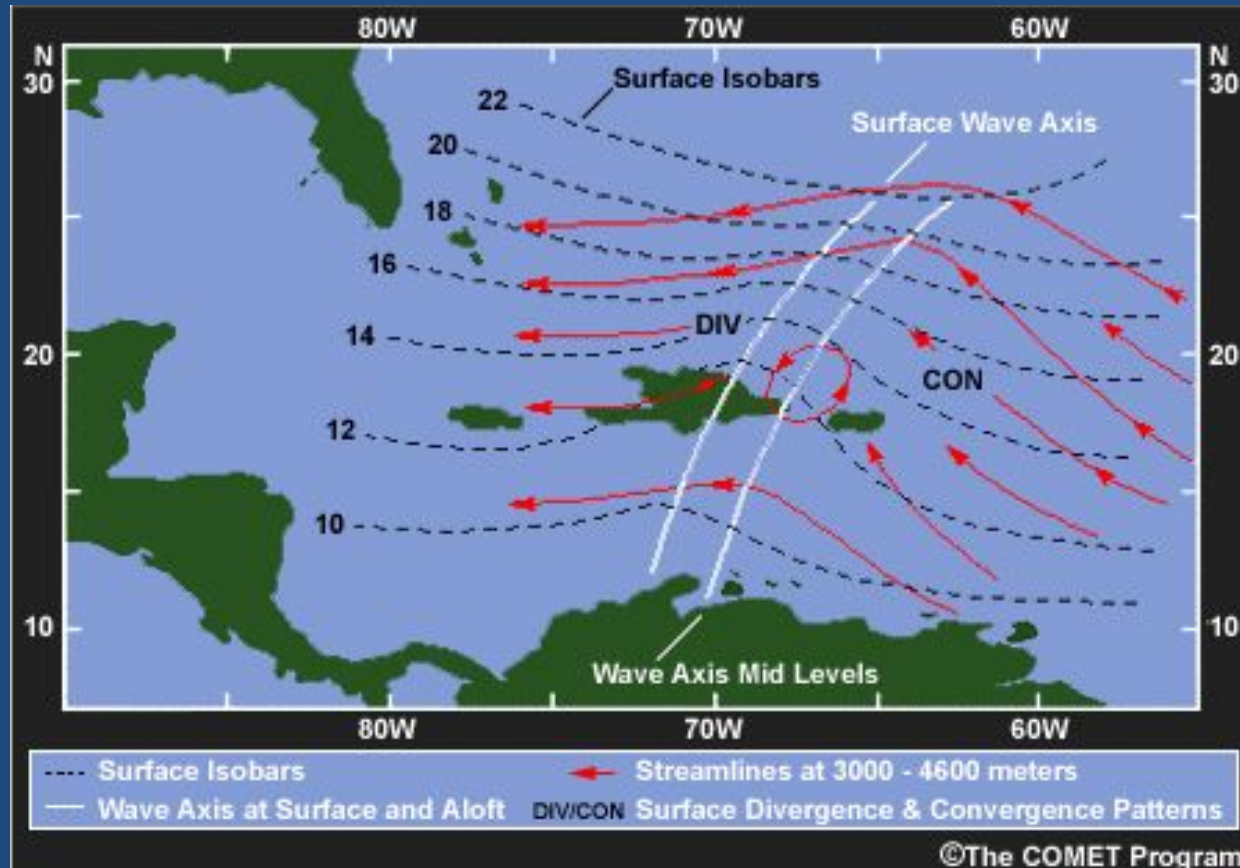 80W 70W 60W
N N
30 30
Surface Isobars
22
Surface Wave Axis
20
18
16
DIV
14
20 20
CON
12
10
10 10
Wave Axis Mid Levels
80W 70W 60W
Surface Isobars
Streamlines at 3000 - 4600 meters
Wave Axis at Surface and Aloft
DIV/CON Surface Divergence & Convergence Patterns
©The COMET Program